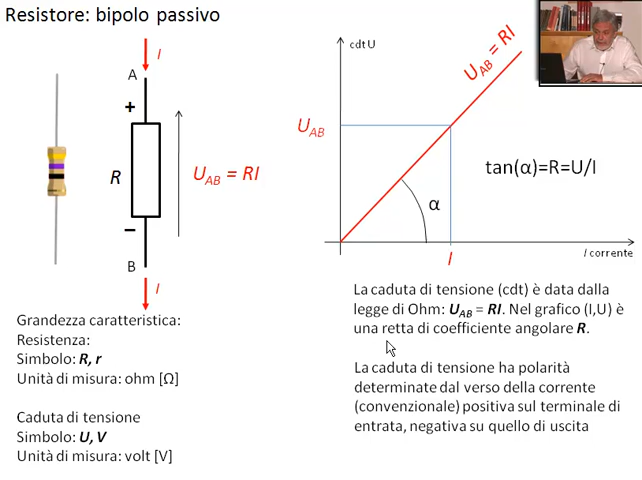 Resistore: bipolo passivo
I
A
+
R
U_AB = RI
–
B
I
cdt U
U_AB = RI
U_AB
tan(α)=R=U/I
α
I
I corrente
Grandezza caratteristica:
Resistenza:
Simbolo: R, r
Unità di misura: ohm [Ω]
Caduta di tensione
Simbolo: U, V
Unità di misura: volt [V]
La caduta di tensione (cdt) è data dalla
legge di Ohm: U_AB = RI. Nel grafico (I,U) è
una retta di coefficiente angolare R.
La caduta di tensione ha polarità
determinate dal verso della corrente
(convenzionale) positiva sul terminale di
entrata, negativa su quello di uscita